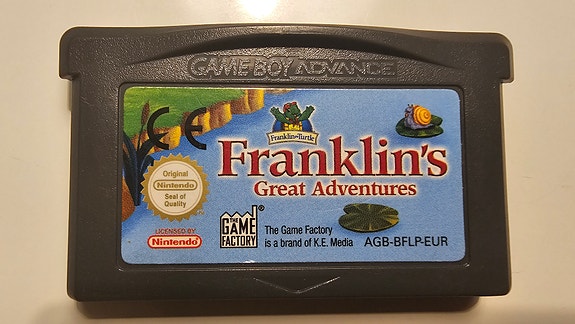 GAME BOY ADVANCE
CE
Franklin the Turtle
Franklin's
Great Adventures
Original
Nintendo
Seal of
Quality
LICENSED BY
Nintendo
THE
GAME
FACTORY
®
The Game Factory
is a brand of K.E. Media
AGB-BFLP-EUR